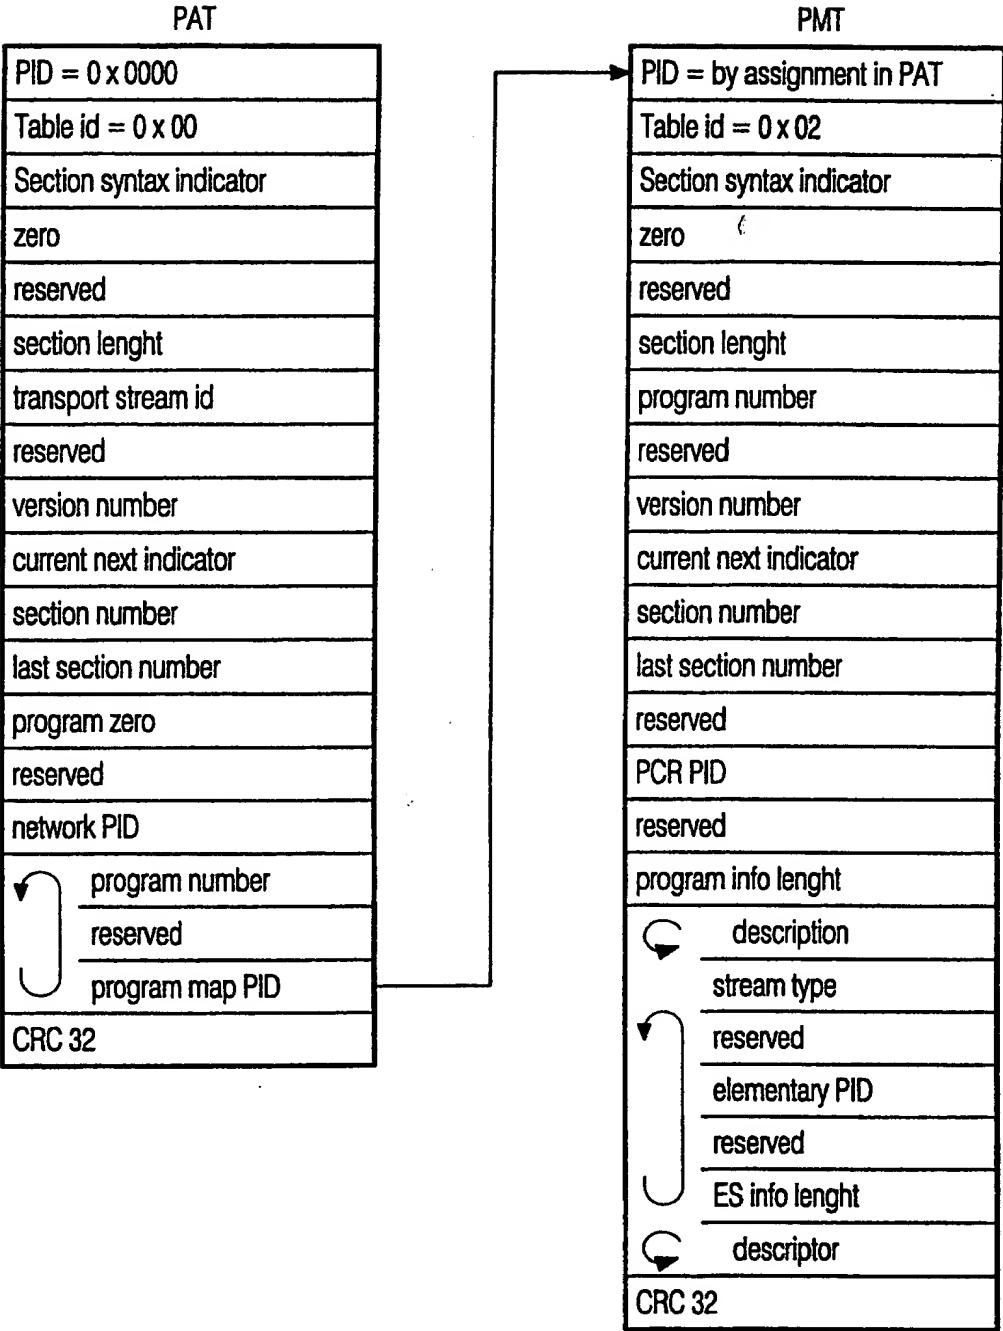 PAT
PID = 0 x 0000
Table id = 0 x 00
Section syntax indicator
zero
reserved
section lenght
transport stream id
reserved
version number
current next indicator
section number
last section number
program zero
reserved
network PID
program number
reserved
program map PID
CRC 32
PMT
PID = by assignment in PAT
Table id = 0 x 02
Section syntax indicator
zero
reserved
section lenght
program number
reserved
version number
current next indicator
section number
last section number
reserved
PCR PID
reserved
program info lenght
description
stream type
reserved
elementary PID
reserved
ES info lenght
descriptor
CRC 32